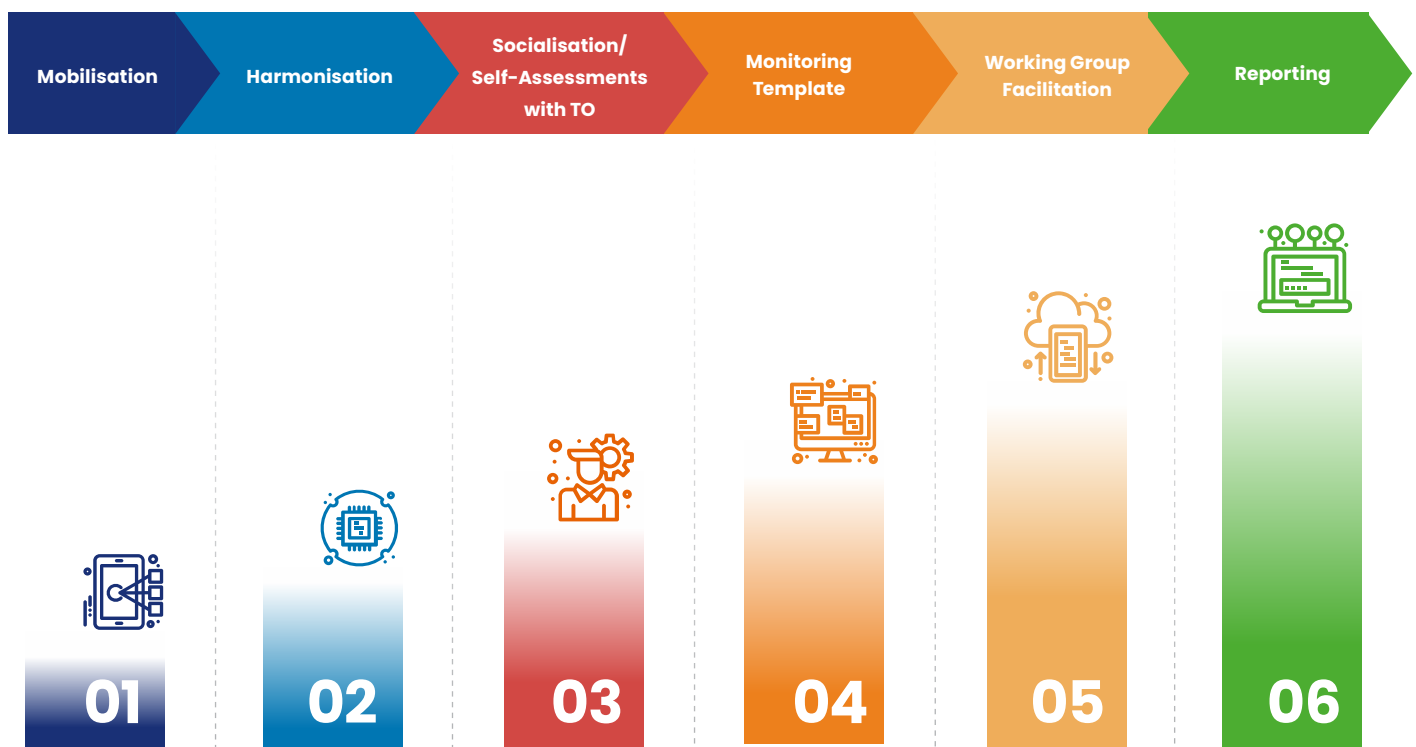 Mobilisation
Harmonisation
Socialisation/
Self-Assessments
with TO
Monitoring
Template
Working Group
Facilitation
Reporting
01
02
03
04
05
06